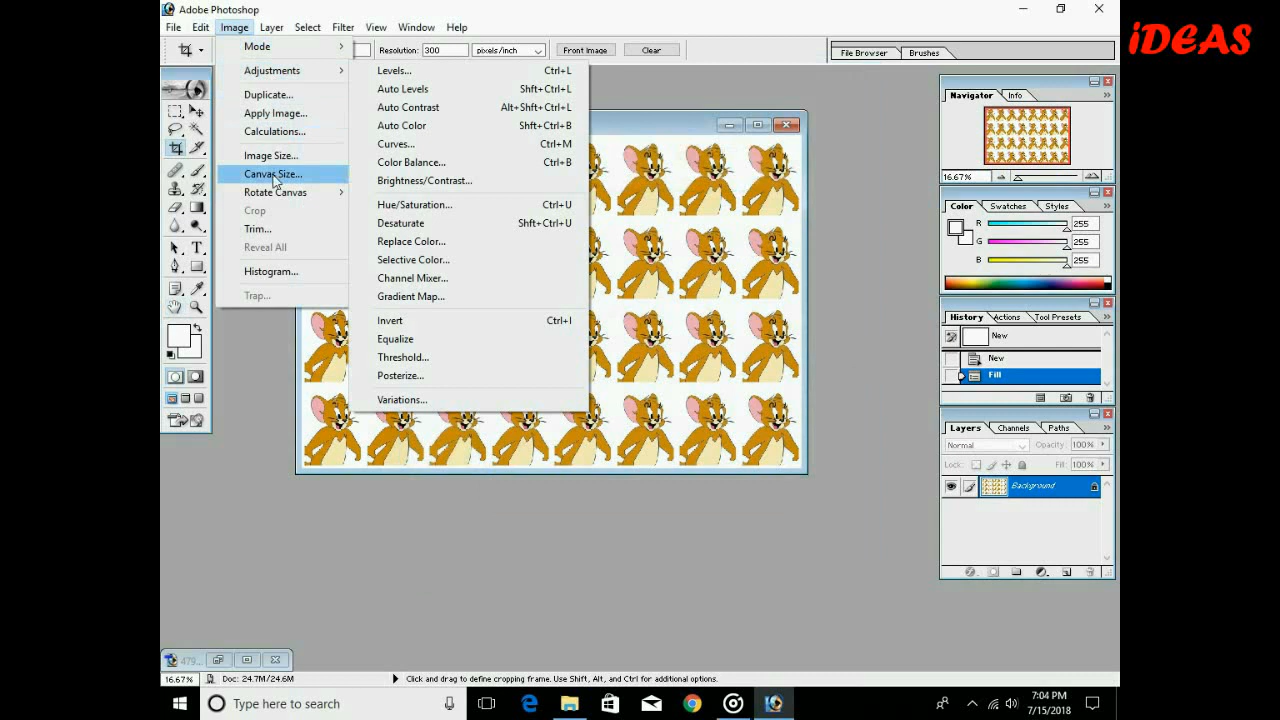 iDEAS
Adobe Photoshop
File Edit Image Layer Select Filter View Window Help
Resolution: 300 pixels/inch Front Image Clear File Browser Brushes
Mode
Adjustments
Duplicate...
Apply Image...
Calculations...
Image Size...
Canvas Size...
Rotate Canvas
Crop
Trim...
Reveal All
Histogram...
Trap...
Levels... Ctrl+L
Auto Levels Shft+Ctrl+L
Auto Contrast Alt+Shft+Ctrl+L
Auto Color Shft+Ctrl+B
Curves... Ctrl+M
Color Balance... Ctrl+B
Brightness/Contrast...
Hue/Saturation... Ctrl+U
Desaturate Shft+Ctrl+U
Replace Color...
Selective Color...
Channel Mixer...
Gradient Map...
Invert Ctrl+I
Equalize
Threshold...
Posterize...
Variations...
Navigator Info
16.67%
Color Swatches Styles
R 255
G 255
B 255
History Actions Tool Presets
New
New
Fill
Layers Channels Paths
Normal Opacity: 100%
Lock: Fill: 100%
Background
479...
16.67% Doc: 24.7M/24.6M Click and drag to define cropping frame. Use Shift, Alt, and Ctrl for additional options.
Type here to search
7:04 PM
7/15/2018